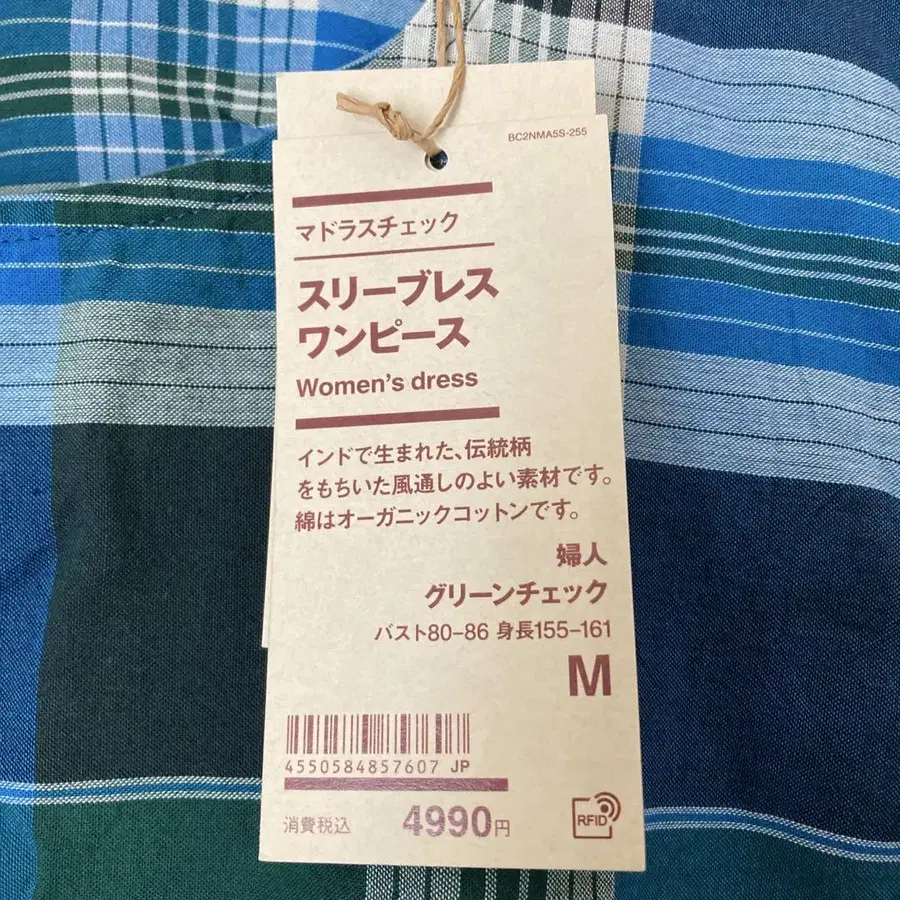 BC2NMA5S-255
マドラスチェック
スリーブレス
ワンピース
Women's dress
インドで生まれた、伝統柄
をもちいた風通しのよい素材です。
綿はオーガニックコットンです。
婦人
グリーンチェック
バスト80-86 身長155-161
M
4550584857607 JP
消費税込 4990円
RFID